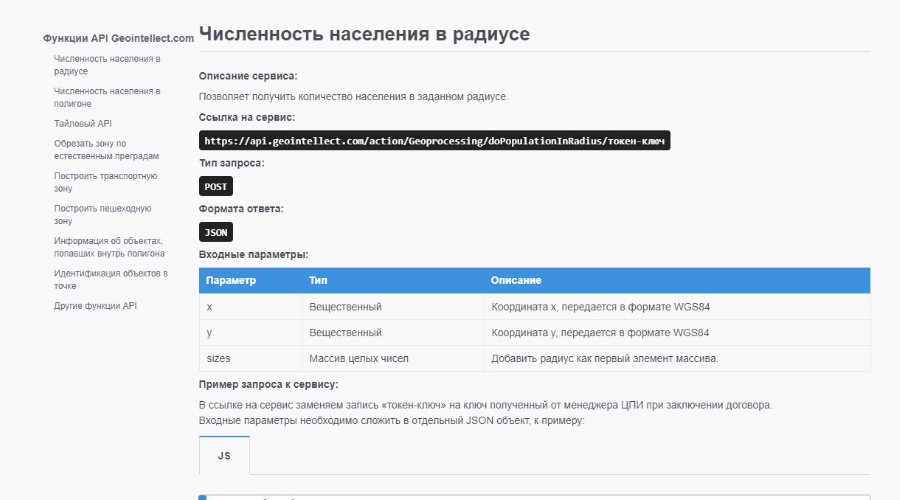 Функции API Geointellect.com
Численность населения в
радиусе
Численность населения в
полигоне
Тайловый API
Обрезать зону по
естественным преградам
Построить транспортную
зону
Построить пешеходную
зону
Информация об объектах,
попавших внутрь полигона
Идентификация объектов в
точке
Другие функции API
Численность населения в радиусе
Описание сервиса:
Позволяет получить количество населения в заданном радиусе.
Ссылка на сервис:
https://api.geointellect.com/action/Geoprocessing/doPopulationInRadius/токен-ключ
Тип запроса:
POST
Формата ответа:
JSON
Входные параметры:
Параметр Тип Описание
x Вещественный Координата x, передается в формате WGS84
y Вещественный Координата y, передается в формате WGS84
sizes Массив целых чисел Добавить радиус как первый элемент массива.
Пример запроса к сервису:
В ссылке на сервис заменяем запись «токен-ключ» на ключ полученный от менеджера ЦПИ при заключении договора.
Входные параметры необходимо сложить в отдельный JSON объект, к примеру:
JS